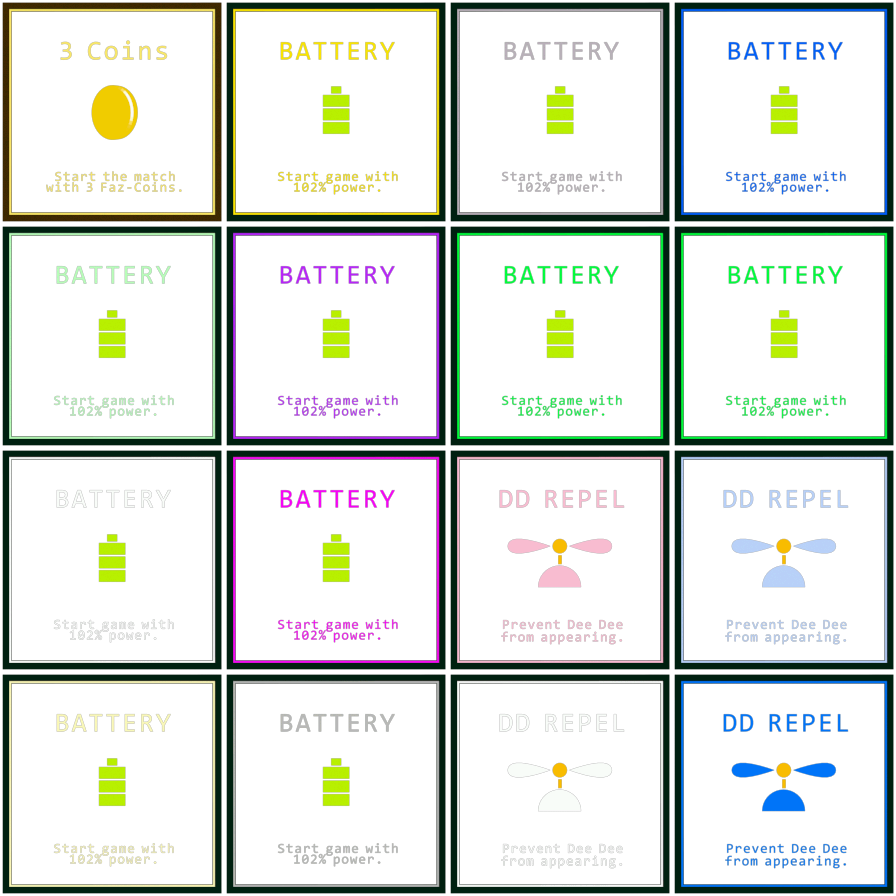 3 Coins
Start the match
with 3 Faz-Coins.
BATTERY
Start game with
102% power.
BATTERY
Start game with
102% power.
BATTERY
Start game with
102% power.
BATTERY
Start game with
102% power.
BATTERY
Start game with
102% power.
BATTERY
Start game with
102% power.
BATTERY
Start game with
102% power.
BATTERY
Start game with
102% power.
BATTERY
Start game with
102% power.
DD REPEL
Prevent Dee Dee
from appearing.
DD REPEL
Prevent Dee Dee
from appearing.
BATTERY
Start game with
102% power.
BATTERY
Start game with
102% power.
DD REPEL
Prevent Dee Dee
from appearing.
DD REPEL
Prevent Dee Dee
from appearing.